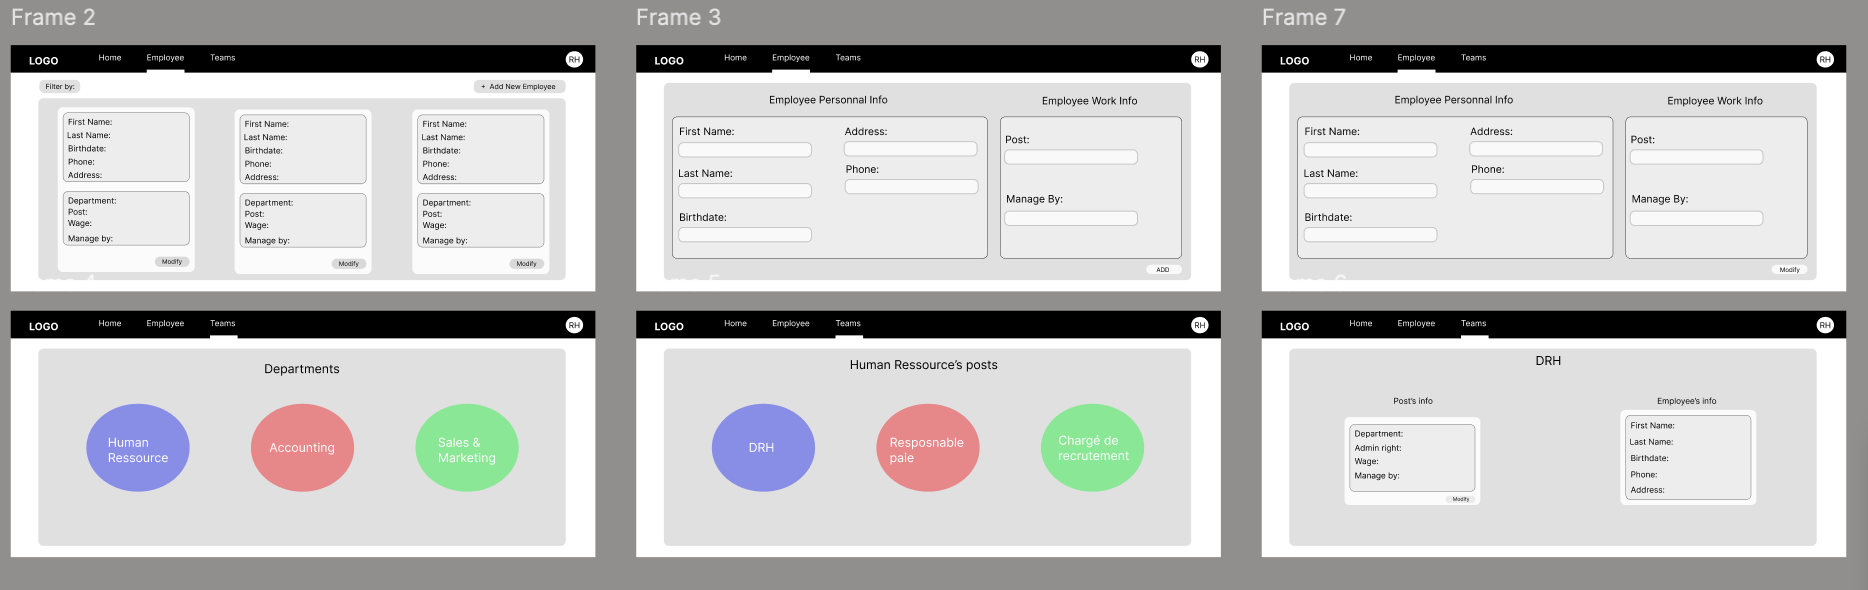 Frame 2
LOGO
Home
Employee
Teams
RH
Filter by:
+ Add New Employee
First Name:
Last Name:
Birthdate:
Phone:
Address:
Department:
Post:
Wage:
Manage by:
Modify
First Name:
Last Name:
Birthdate:
Phone:
Address:
Department:
Post:
Wage:
Manage by:
Modify
First Name:
Last Name:
Birthdate:
Phone:
Address:
Department:
Post:
Wage:
Manage by:
Modify
Frame 3
LOGO
Home
Employee
Teams
RH
Employee Personnal Info
First Name:
Last Name:
Birthdate:
Address:
Phone:
Employee Work Info
Post:
Manage By:
ADD
Frame 7
LOGO
Home
Employee
Teams
RH
Employee Personnal Info
First Name:
Last Name:
Birthdate:
Address:
Phone:
Employee Work Info
Post:
Manage By:
Modify
LOGO
Home
Employee
Teams
RH
Departments
Human
Ressource
Accounting
Sales &
Marketing
LOGO
Home
Employee
Teams
RH
Human Ressource's posts
DRH
Resposnable
paie
Chargé de
recrutement
LOGO
Home
Employee
Teams
RH
DRH
Post's info
Department:
Admin right:
Wage:
Manage by:
Modify
Employee's info
First Name:
Last Name:
Birthdate:
Phone:
Address: